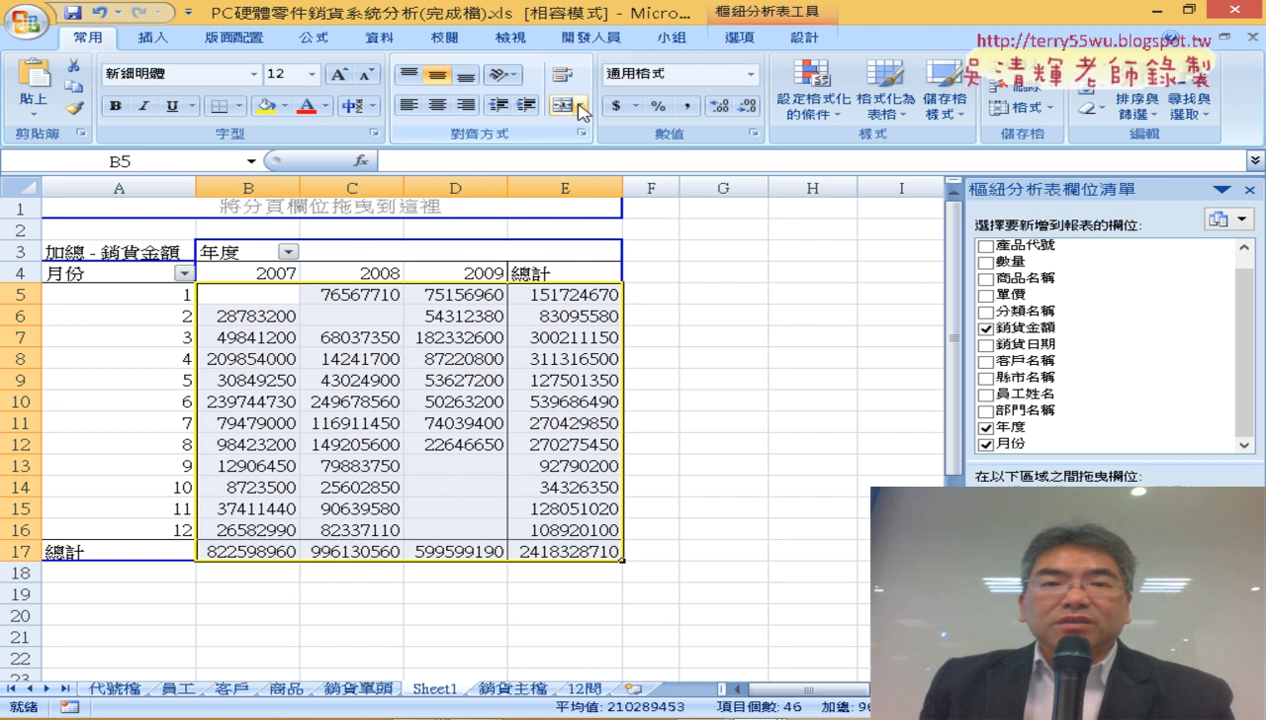 PC硬體零件銷貨系統分析(完成檔).xls [相容模式] - Micro...
樞紐分析表工具
常用 插入 版面配置 公式 資料 校閱 檢視 開發人員 小組 選項 設計
http://terry55wu.blogspot.tw
吳清輝老師錄製
貼上
新細明體 12
B I U
中
通用格式
$ % ,
設定格式化的條件 格式化為表格 儲存格樣式
刪除
格式
排序與篩選 尋找與選取
剪貼簿 字型 對齊方式 數值 樣式 儲存格 編輯
B5 fx
A B C D E F G H I
1 將分頁欄位拖曳到這裡
2
3 加總 - 銷貨金額 年度
4 月份 2007 2008 2009 總計
5 1 76567710 75156960 151724670
6 2 28783200 54312380 83095580
7 3 49841200 68037350 182332600 300211150
8 4 209854000 14241700 87220800 311316500
9 5 30849250 43024900 53627200 127501350
10 6 239744730 249678560 50263200 539686490
11 7 79479000 116911450 74039400 270429850
12 8 98423200 149205600 22646650 270275450
13 9 12906450 79883750 92790200
14 10 8723500 25602850 34326350
15 11 37411440 90639580 128051020
16 12 26582990 82337110 108920100
17 總計 822598960 996130560 599599190 2418328710
18
19
20
21
22
23
樞紐分析表欄位清單
選擇要新增到報表的欄位:
產品代號
數量
商品名稱
單價
分類名稱
銷貨金額
銷貨日期
客戶名稱
縣市名稱
員工姓名
部門名稱
年度
月份
在以下區域之間拖曳欄位:
代號檔 員工 客戶 商品 銷貨單頭 Sheet1 銷貨主檔 12問
就緒 平均值: 210289453 項目個數: 46 加總: 96